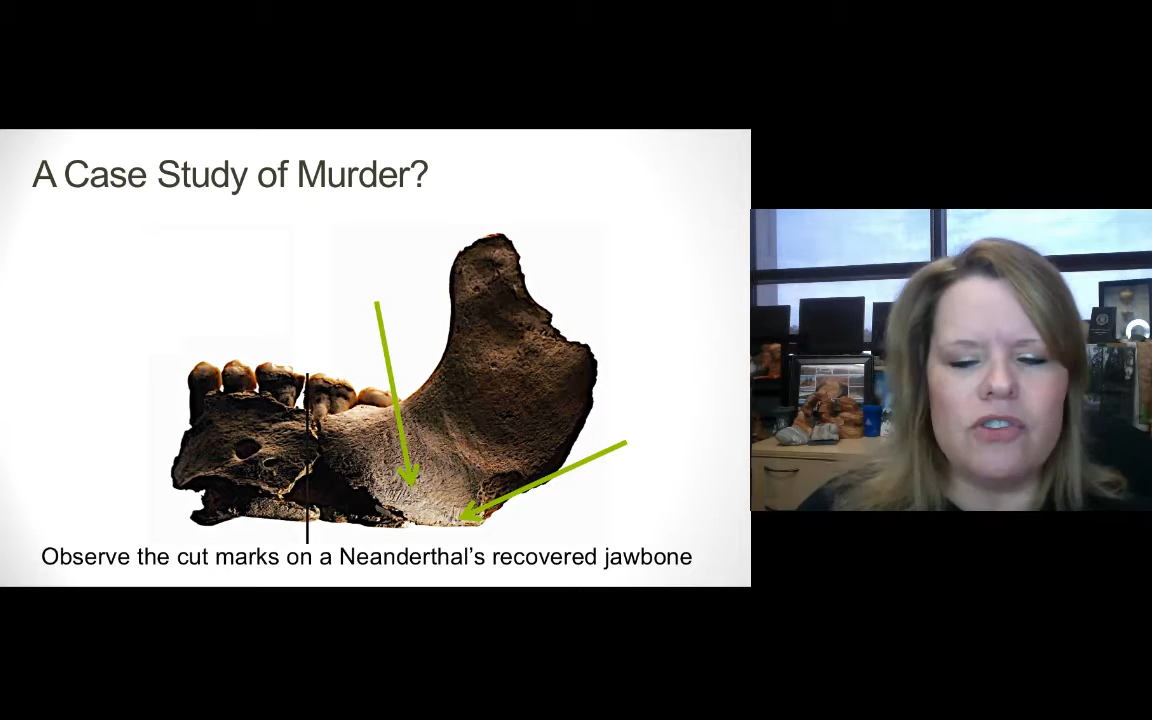 A Case Study of Murder?
Observe the cut marks on a Neanderthal's recovered jawbone